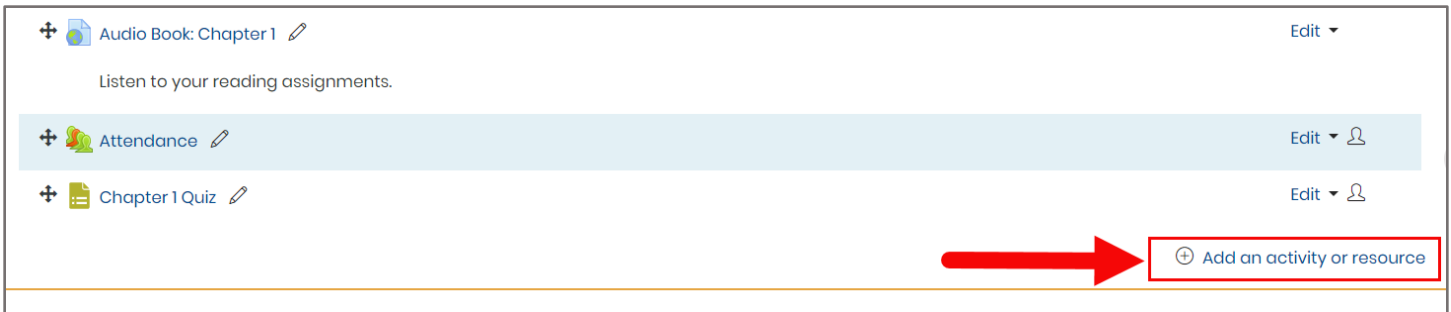 Audio Book: Chapter 1 Edit
Listen to your reading assignments.
Attendance Edit
Chapter 1 Quiz Edit
Add an activity or resource